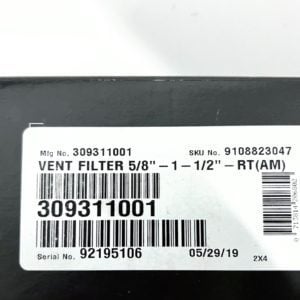 Mfg No. 309311001 SKU No. 9108823047
VENT FILTER 5/8"-1-1/2"-RT(AM)
309311001
Serial No. 92195106 05/29/19 2X4